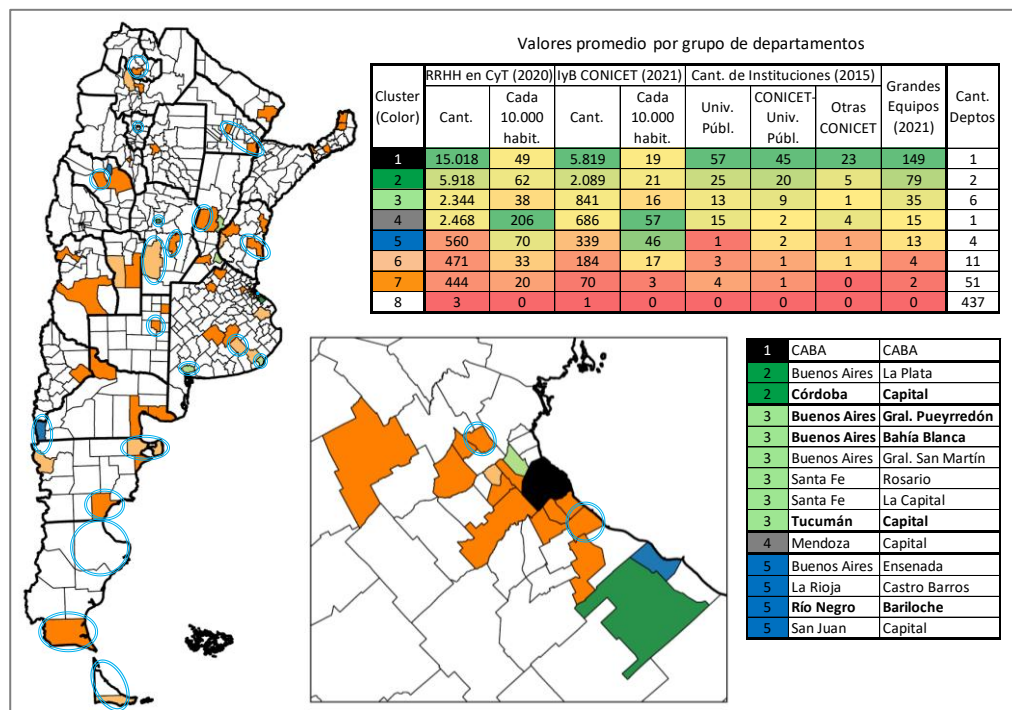 Valores promedio por grupo de departamentos
Cluster (Color) RRHH en CyT (2020) IyB CONICET (2021) Cant. de Instituciones (2015) Grandes Equipos (2021) Cant. Deptos
Cant. Cada 10.000 habit. Cant. Cada 10.000 habit. Univ. Públ. CONICET-Univ. Públ. Otras CONICET
1 15.018 49 5.819 19 57 45 23 149 1
2 5.918 62 2.089 21 25 20 5 79 2
3 2.344 38 841 16 13 9 1 35 6
4 2.468 206 686 57 15 2 4 15 1
5 560 70 339 46 1 2 1 13 4
6 471 33 184 17 3 1 1 4 11
7 444 20 70 3 4 1 0 2 51
8 3 0 1 0 0 0 0 0 437
1 CABA CABA
2 Buenos Aires La Plata
2 Córdoba Capital
3 Buenos Aires Gral. Pueyrredón
3 Buenos Aires Bahía Blanca
3 Buenos Aires Gral. San Martín
3 Santa Fe Rosario
3 Santa Fe La Capital
3 Tucumán Capital
4 Mendoza Capital
5 Buenos Aires Ensenada
5 La Rioja Castro Barros
5 Río Negro Bariloche
5 San Juan Capital